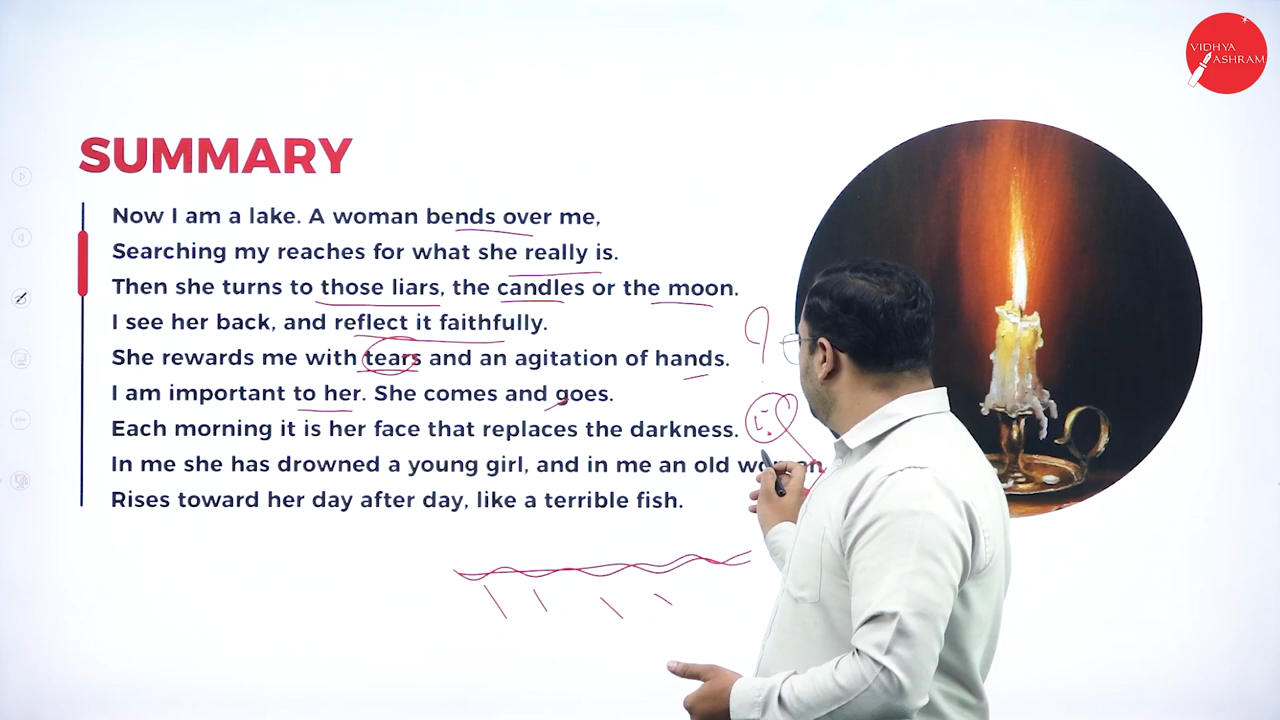 VIDHYA
ASHRAM
SUMMARY
Now I am a lake. A woman bends over me,
Searching my reaches for what she really is.
Then she turns to those liars, the candles or the moon.
I see her back, and reflect it faithfully.
She rewards me with tears and an agitation of hands.
I am important to her. She comes and goes.
Each morning it is her face that replaces the darkness.
In me she has drowned a young girl, and in me an old
Rises toward her day after day, like a terrible fish.